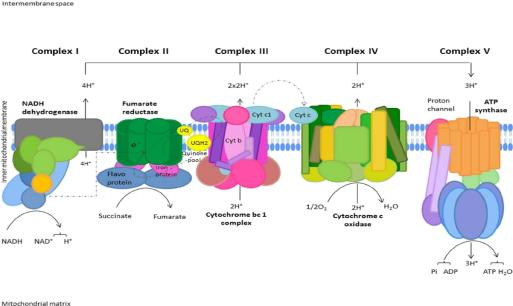 Intermembrane space
Complex I
Complex II
Complex III
Complex IV
Complex V
4H⁺
2x2H⁺
2H⁺
3H⁺
NADH
dehydrogenase
Fumarate
reductase
Cyt c1
Cyt c
Proton
channel
ATP
synthase
Inner mitochondrial membrane
UQ
UQH2
Quinone
-pool
e⁻
Cyt b
4H⁺
Iron
protein
Flavo
protein
Succinate
Fumarate
2H⁺
Cytochrome bc 1
complex
1/2O₂
2H⁺
H₂O
Cytochrome c
oxidase
NADH
NAD⁺
H⁺
Pi
ADP
3H⁺
ATP
H₂O
Mitochondrial matrix